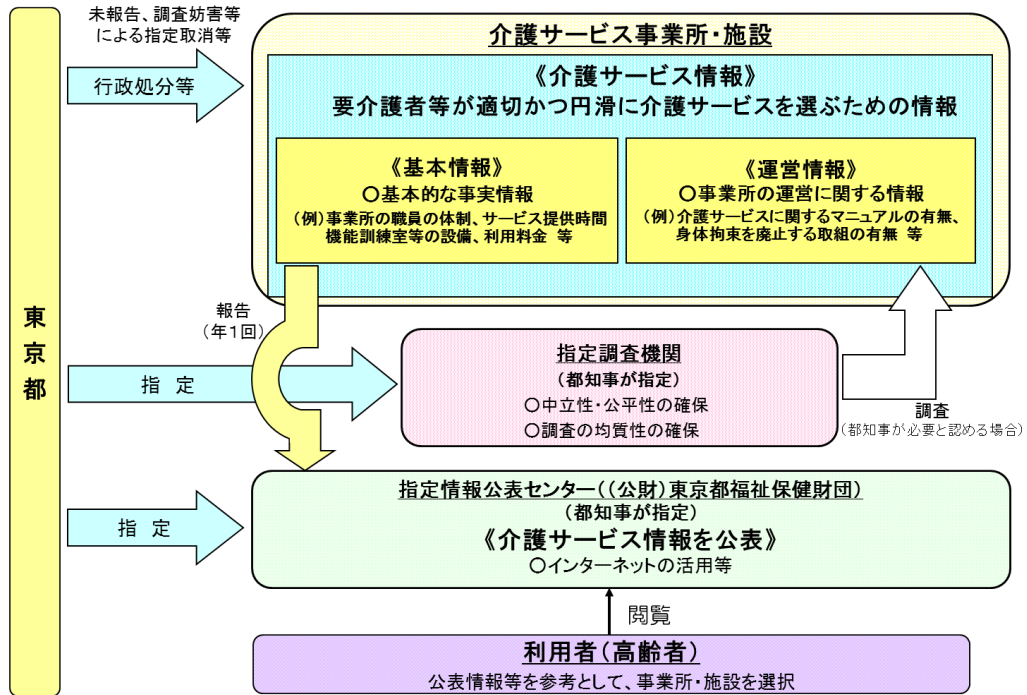 東京都
未報告、調査妨害等
による指定取消等
行政処分等
介護サービス事業所・施設
《介護サービス情報》
要介護者等が適切かつ円滑に介護サービスを選ぶための情報
《基本情報》
○基本的な事実情報
(例)事業所の職員の体制、サービス提供時間
機能訓練室等の設備、利用料金 等
《運営情報》
○事業所の運営に関する情報
(例)介護サービスに関するマニュアルの有無、
身体拘束を廃止する取組の有無 等
報告
(年1回)
指 定
指定調査機関
(都知事が指定)
○中立性・公平性の確保
○調査の均質性の確保
調査
(都知事が必要と認める場合)
指 定
指定情報公表センター((公財)東京都福祉保健財団)
(都知事が指定)
《介護サービス情報を公表》
○インターネットの活用等
閲覧
利用者(高齢者)
公表情報等を参考として、事業所・施設を選択